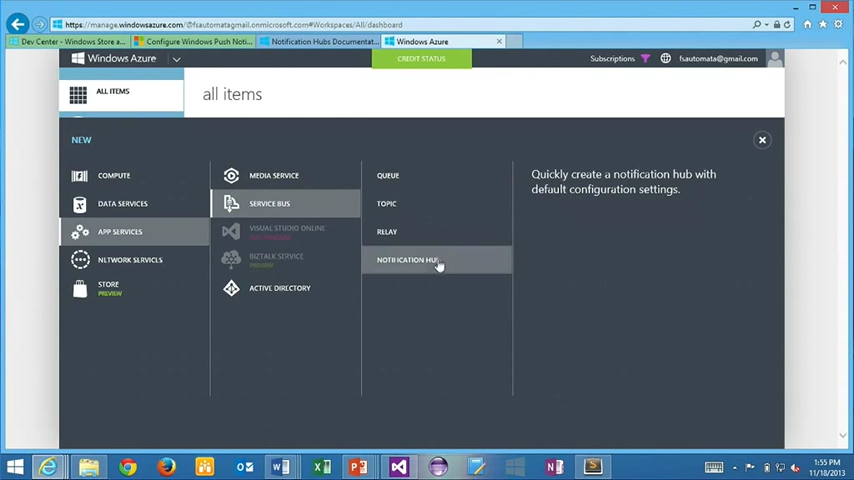 https://manage.windowsazure.com/@fsautomatagmail.onmicrosoft.com#Workspaces/All/dashboard
Dev Center - Windows Store a...
Configure Windows Push Noti...
Notification Hubs Documentat...
Windows Azure
Windows Azure
CREDIT STATUS
Subscriptions
fsautomata@gmail.com
ALL ITEMS
all items
NEW
COMPUTE
DATA SERVICES
APP SERVICES
NETWORK SERVICES
STORE
PREVIEW
MEDIA SERVICE
SERVICE BUS
VISUAL STUDIO ONLINE
BIZTALK SERVICE
PREVIEW
ACTIVE DIRECTORY
QUEUE
TOPIC
RELAY
NOTIFICATION HUB
Quickly create a notification hub with
default configuration settings.
1:55 PM
11/18/2013